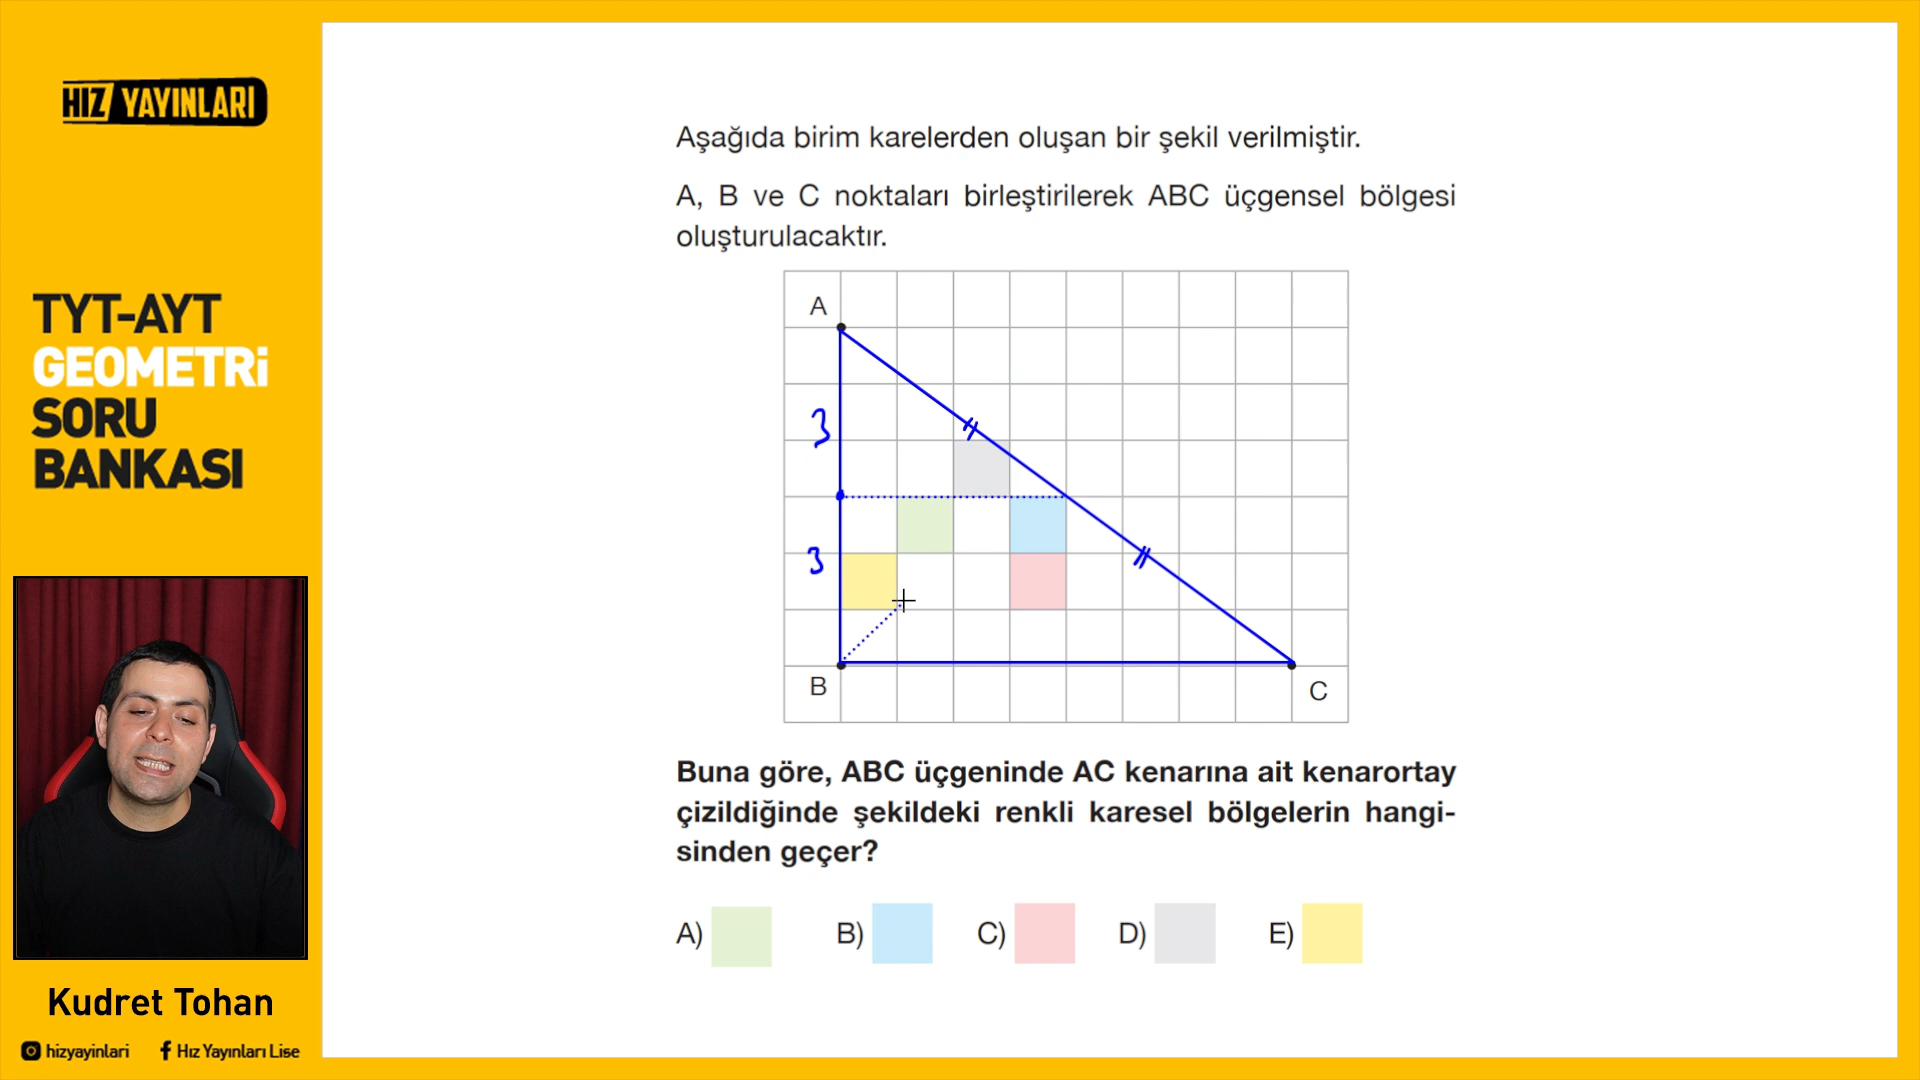 HIZ YAYINLARI
TYT-AYT
GEOMETRİ
SORU
BANKASI
Kudret Tohan
hizyayinlari
Hız Yayınları Lise
Aşağıda birim karelerden oluşan bir şekil verilmiştir.
A, B ve C noktaları birleştirilerek ABC üçgensel bölgesi
oluşturulacaktır.
A
3
3
B
C
Buna göre, ABC üçgeninde AC kenarına ait kenarortay
çizildiğinde şekildeki renkli karesel bölgelerin hangi-
sinden geçer?
A) B) C) D) E)